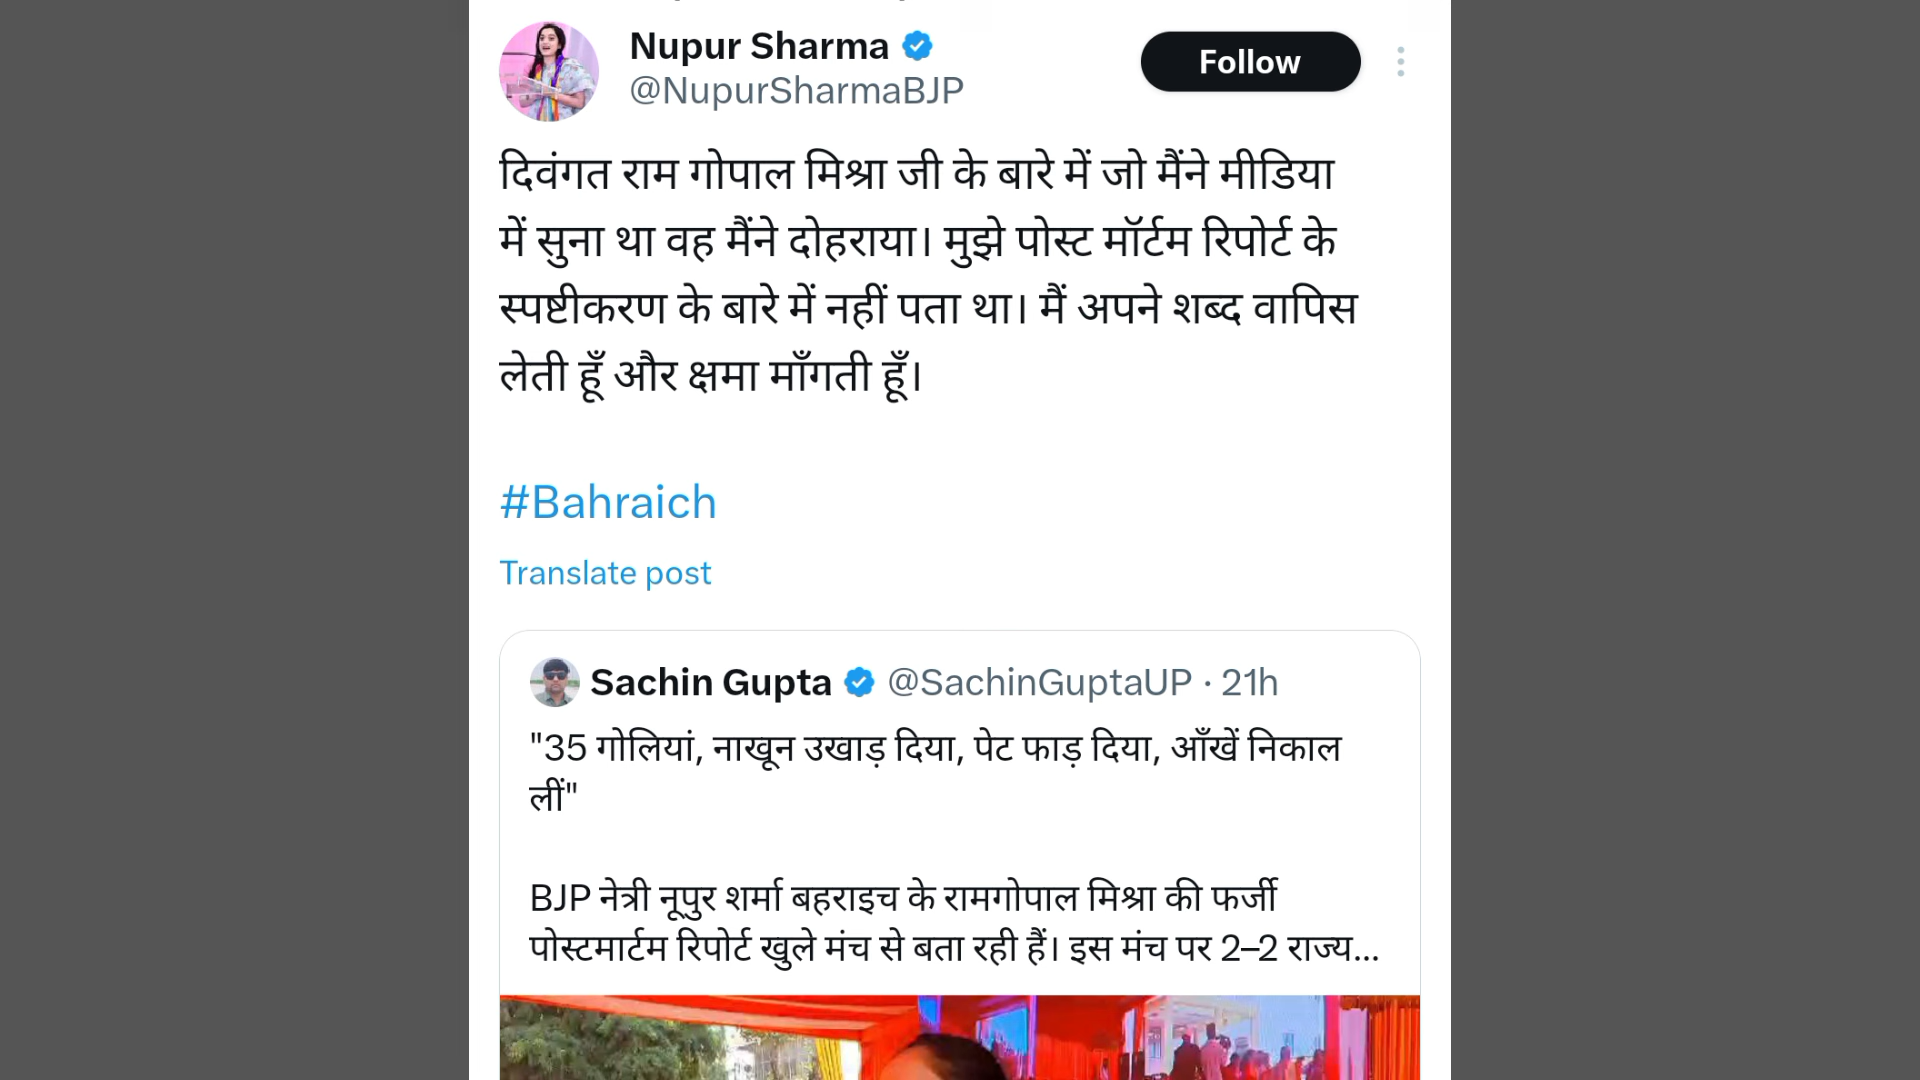 Nupur Sharma
@NupurSharmaBJP
Follow
दिवंगत राम गोपाल मिश्रा जी के बारे में जो मैंने मीडिया
में सुना था वह मैंने दोहराया। मुझे पोस्ट मॉर्टम रिपोर्ट के
स्पष्टीकरण के बारे में नहीं पता था। मैं अपने शब्द वापिस
लेती हूँ और क्षमा माँगती हूँ।
#Bahraich
Translate post
Sachin Gupta @SachinGuptaUP · 21h
"35 गोलियां, नाखून उखाड़ दिया, पेट फाड़ दिया, आँखें निकाल
लीं"
BJP नेत्री नूपुर शर्मा बहराइच के रामगोपाल मिश्रा की फर्जी
पोस्टमार्टम रिपोर्ट खुले मंच से बता रही हैं। इस मंच पर 2–2 राज्य...